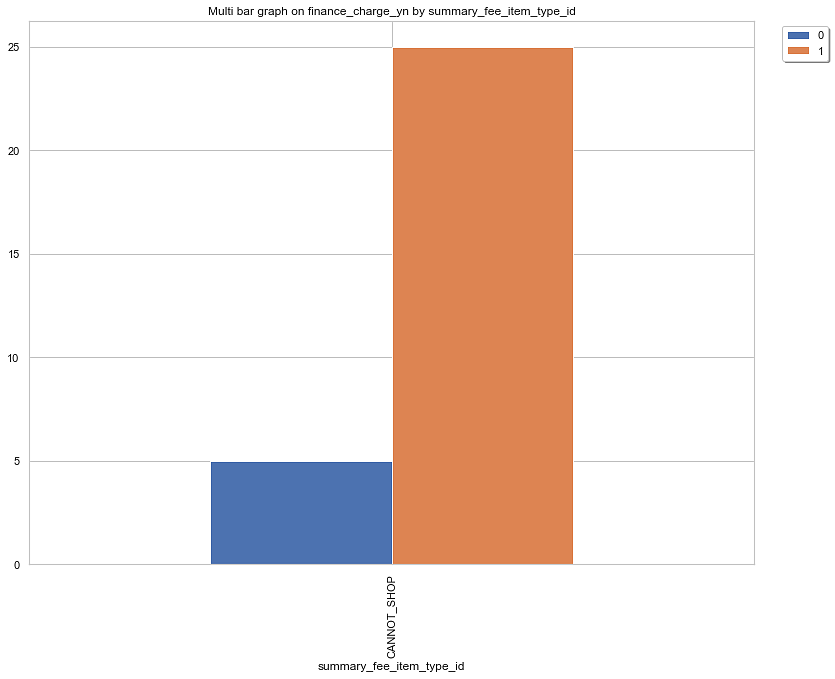 Multi bar graph on finance_charge_yn by summary_fee_item_type_id
0
1
25
20
15
10
5
0
CANNOT_SHOP
summary_fee_item_type_id